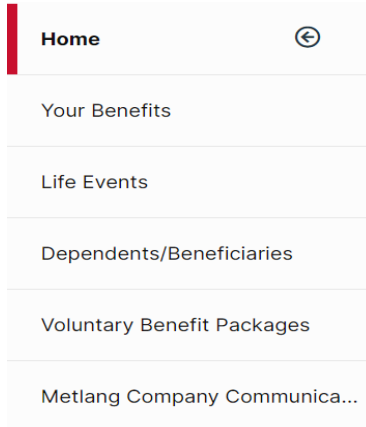 Home
Your Benefits
Life Events
Dependents/Beneficiaries
Voluntary Benefit Packages
Metlang Company Communica...